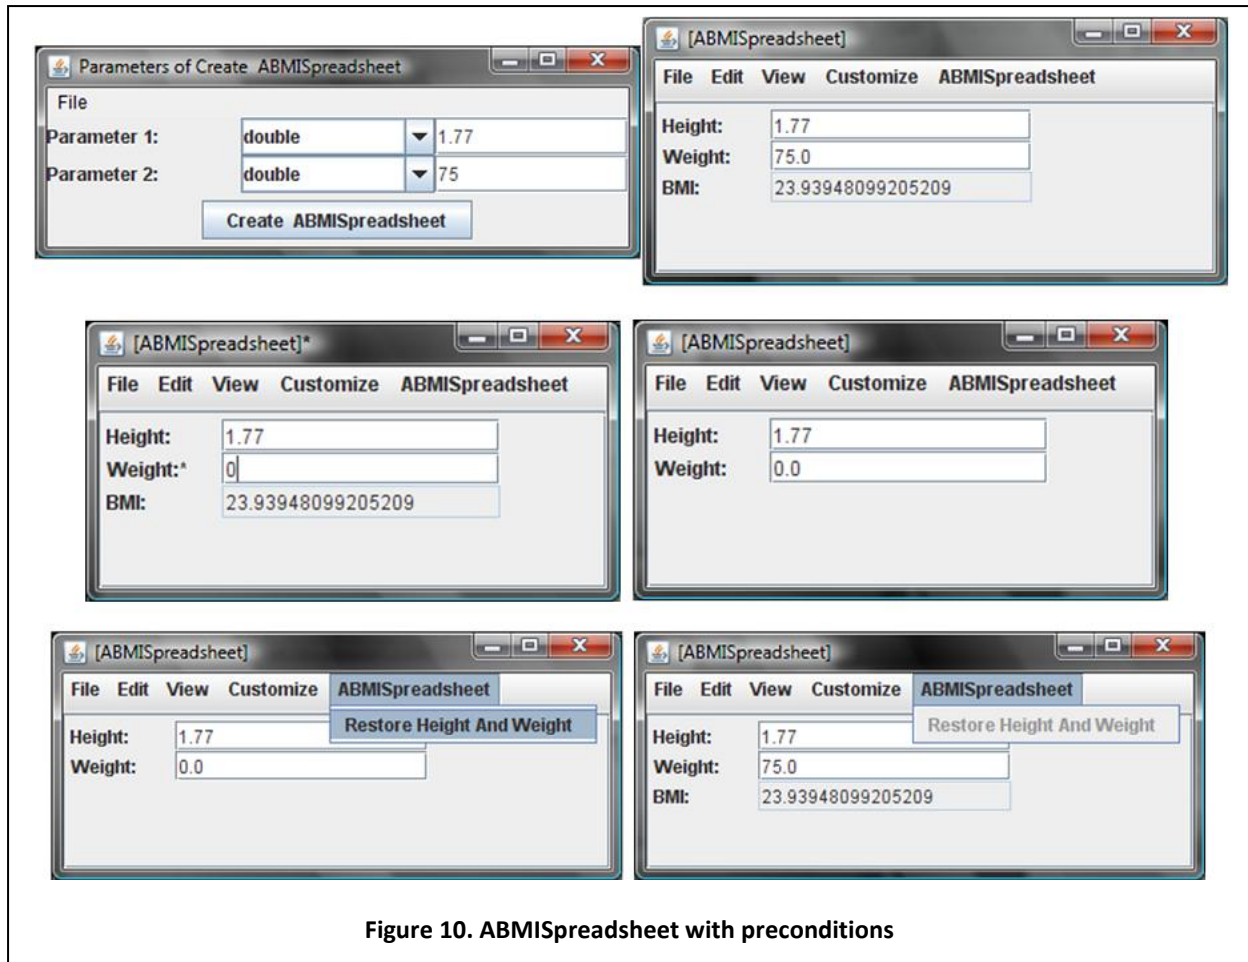 Parameters of Create ABMISpreadsheet
File
Parameter 1: double 1.77
Parameter 2: double 75
Create ABMISpreadsheet
[ABMISpreadsheet]
File Edit View Customize ABMISpreadsheet
Height: 1.77
Weight: 75.0
BMI: 23.93948099205209
[ABMISpreadsheet]*
File Edit View Customize ABMISpreadsheet
Height: 1.77
Weight:* 0
BMI: 23.93948099205209
[ABMISpreadsheet]
File Edit View Customize ABMISpreadsheet
Height: 1.77
Weight: 0.0
[ABMISpreadsheet]
File Edit View Customize ABMISpreadsheet
Restore Height And Weight
Height: 1.77
Weight: 0.0
[ABMISpreadsheet]
File Edit View Customize ABMISpreadsheet
Restore Height And Weight
Height: 1.77
Weight: 75.0
BMI: 23.93948099205209
Figure 10. ABMISpreadsheet with preconditions